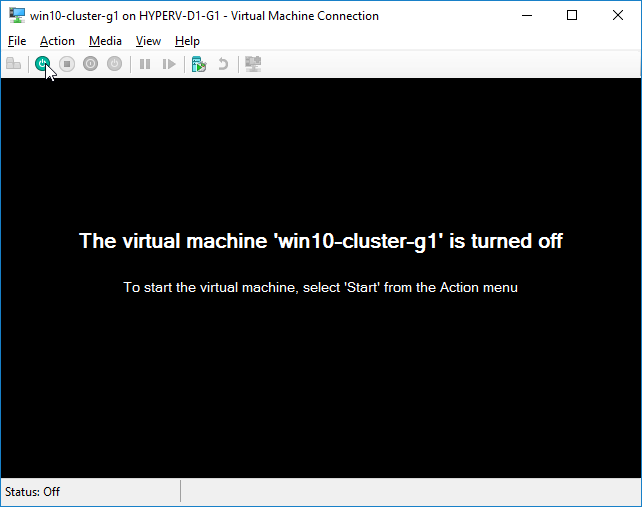 win10-cluster-g1 on HYPERV-D1-G1 - Virtual Machine Connection
File Action Media View Help
The virtual machine 'win10-cluster-g1' is turned off
To start the virtual machine, select 'Start' from the Action menu
Status: Off